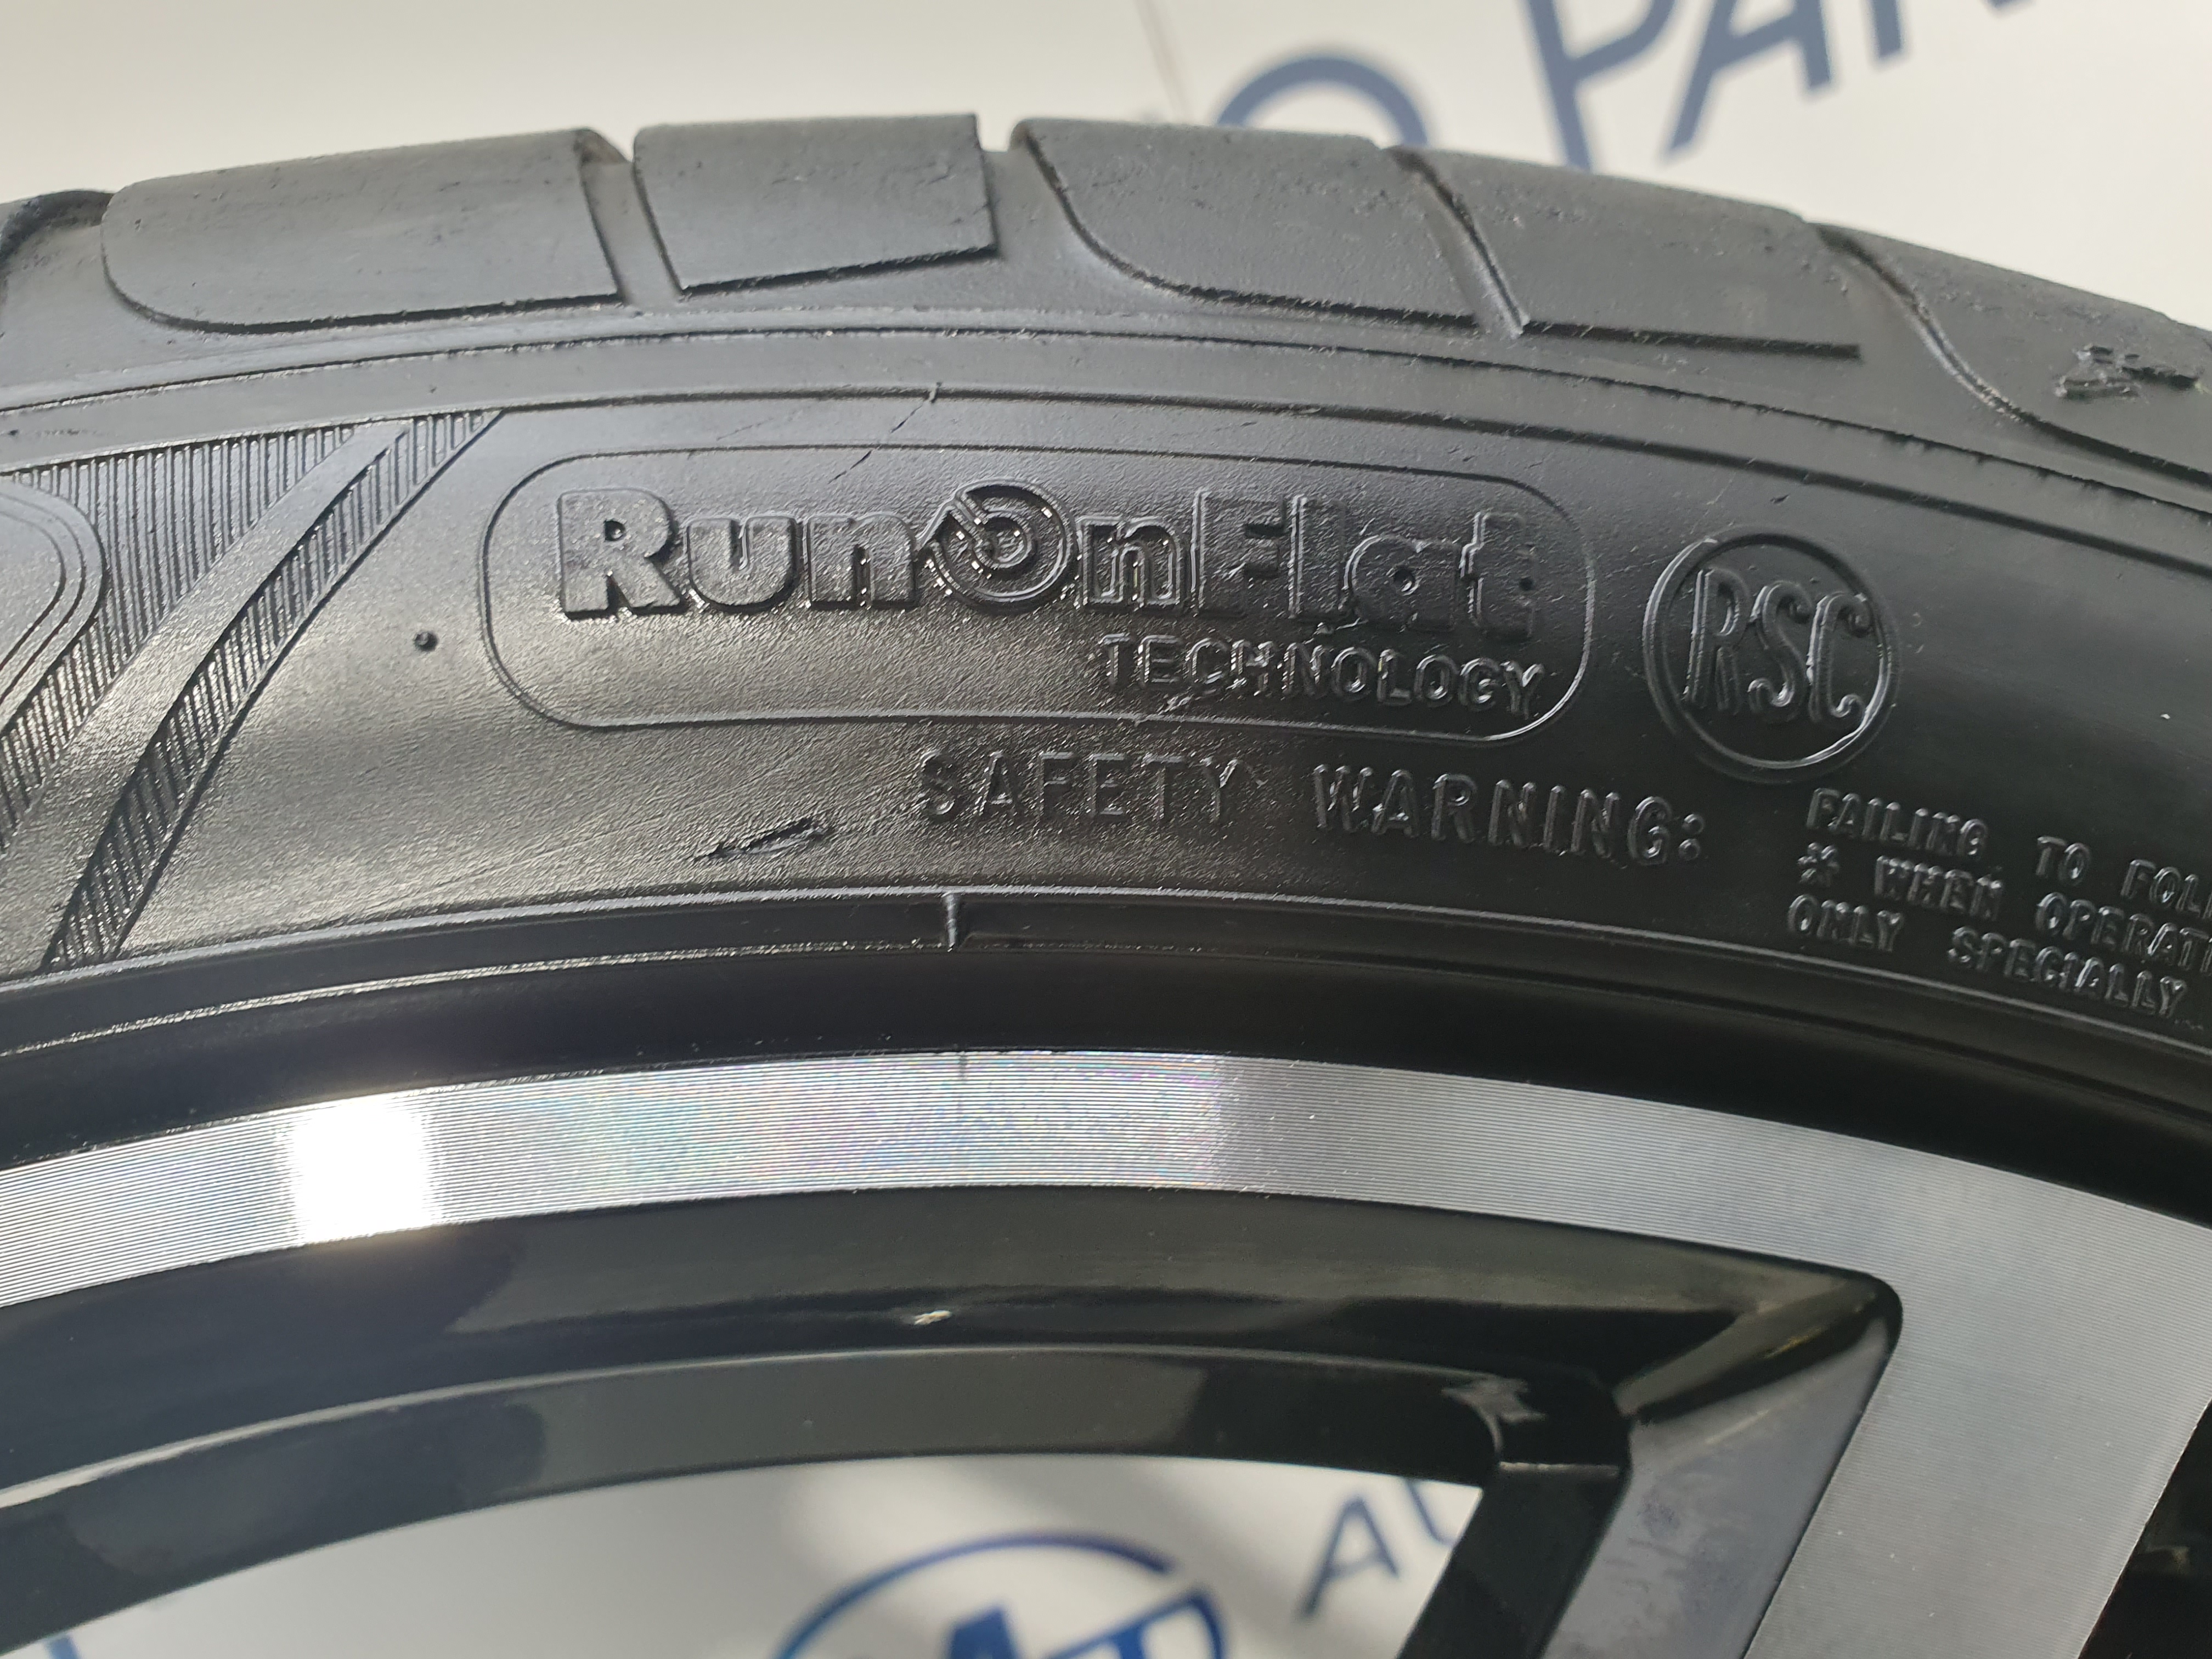 RunOnFlat
TECHNOLOGY
RSC
SAFETY WARNING:
FAILING TO
* WHEN
ONLY SPECIALLY